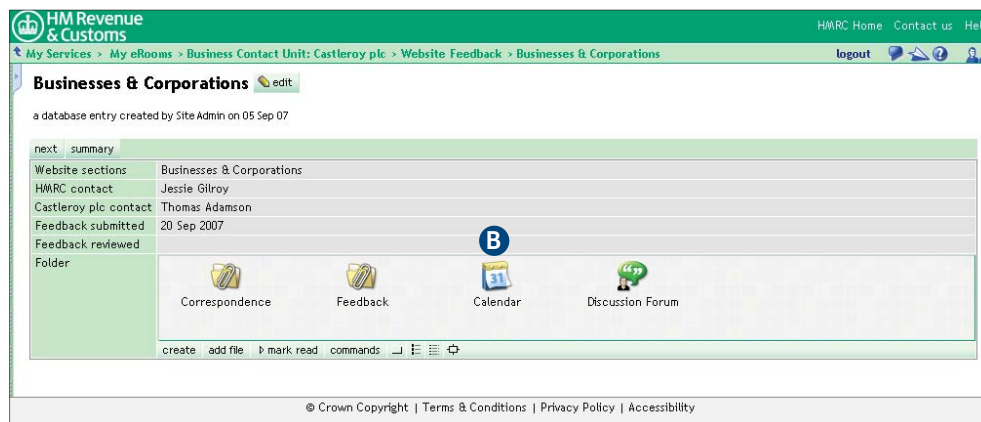 HM Revenue
& Customs
HMRC Home Contact us
My Services > My eRooms > Business Contact Unit: Castleroy plc > Website Feedback > Businesses & Corporations logout
Businesses & Corporations edit
a database entry created by Site Admin on 05 Sep 07
next summary
Website sections Businesses & Corporations
HMRC contact Jessie Gilroy
Castleroy plc contact Thomas Adamson
Feedback submitted 20 Sep 2007
Feedback reviewed
B
Folder
31
Correspondence Feedback Calendar Discussion Forum
create add file mark read commands
© Crown Copyright | Terms & Conditions | Privacy Policy | Accessibility